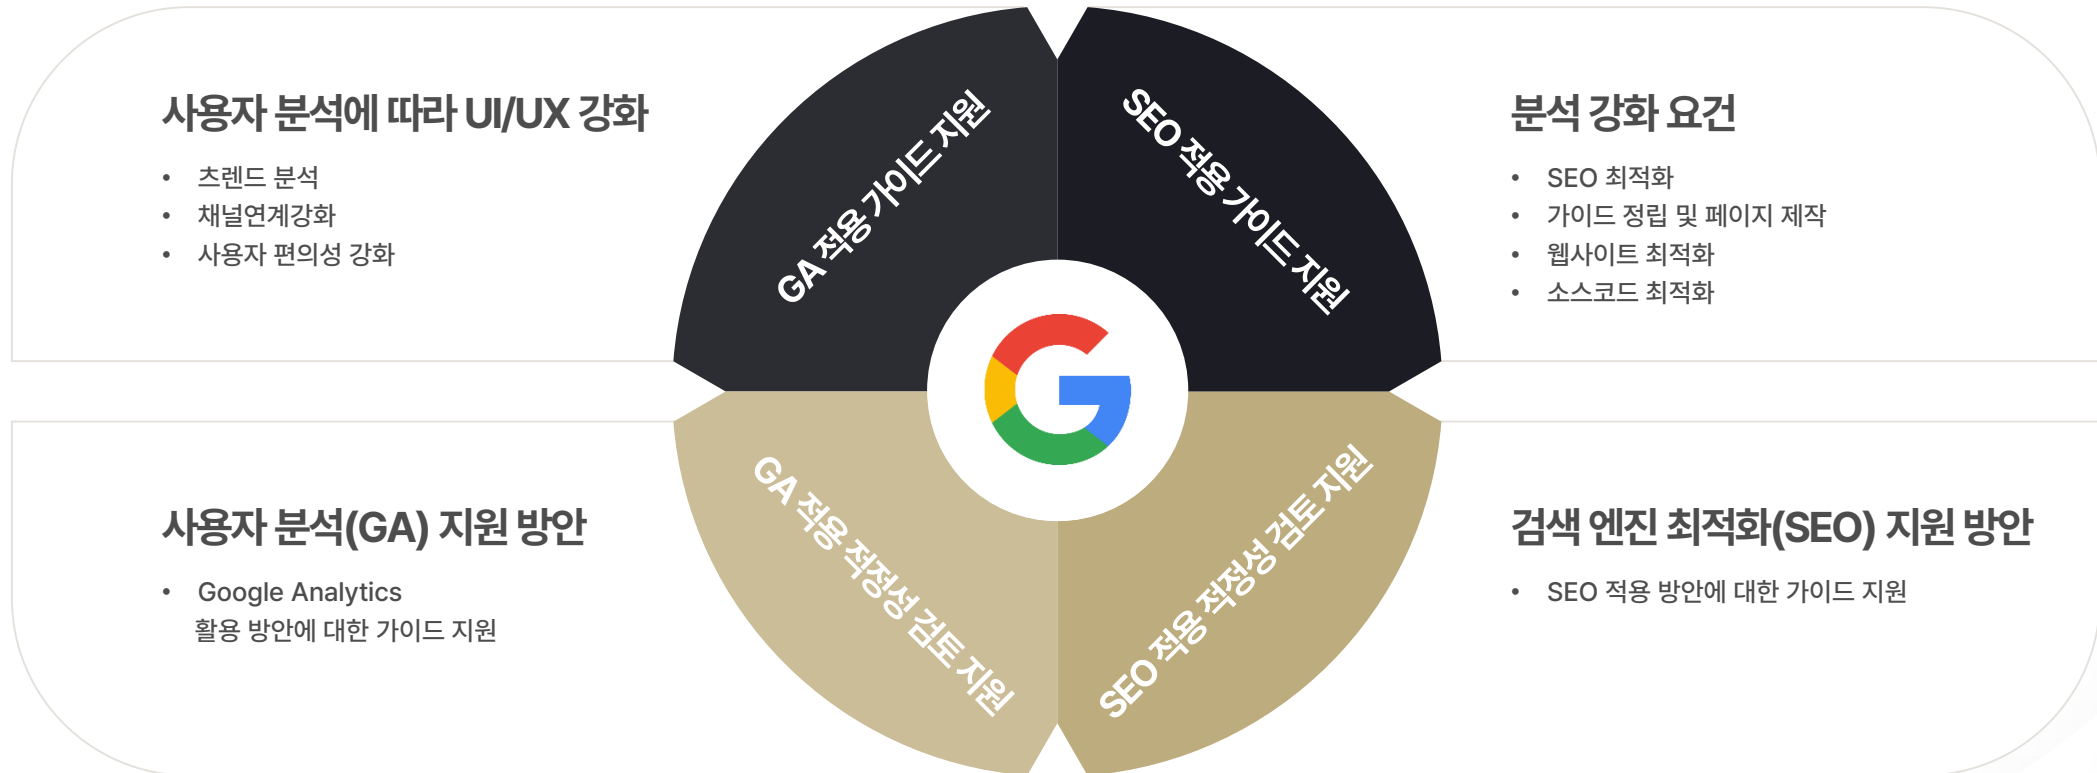 사용자 분석에 따라 UI/UX 강화
• 츠렌드 분석
• 채널연계강화
• 사용자 편의성 강화
GA 적용 가이드 지원
SEO 적용 가이드 지원
분석 강화 요건
• SEO 최적화
• 가이드 정립 및 페이지 제작
• 웹사이트 최적화
• 소스코드 최적화
사용자 분석(GA) 지원 방안
• Google Analytics
활용 방안에 대한 가이드 지원
GA 적용 적정성 검토 지원
SEO 적용 적정성 검토 지원
검색 엔진 최적화(SEO) 지원 방안
• SEO 적용 방안에 대한 가이드 지원